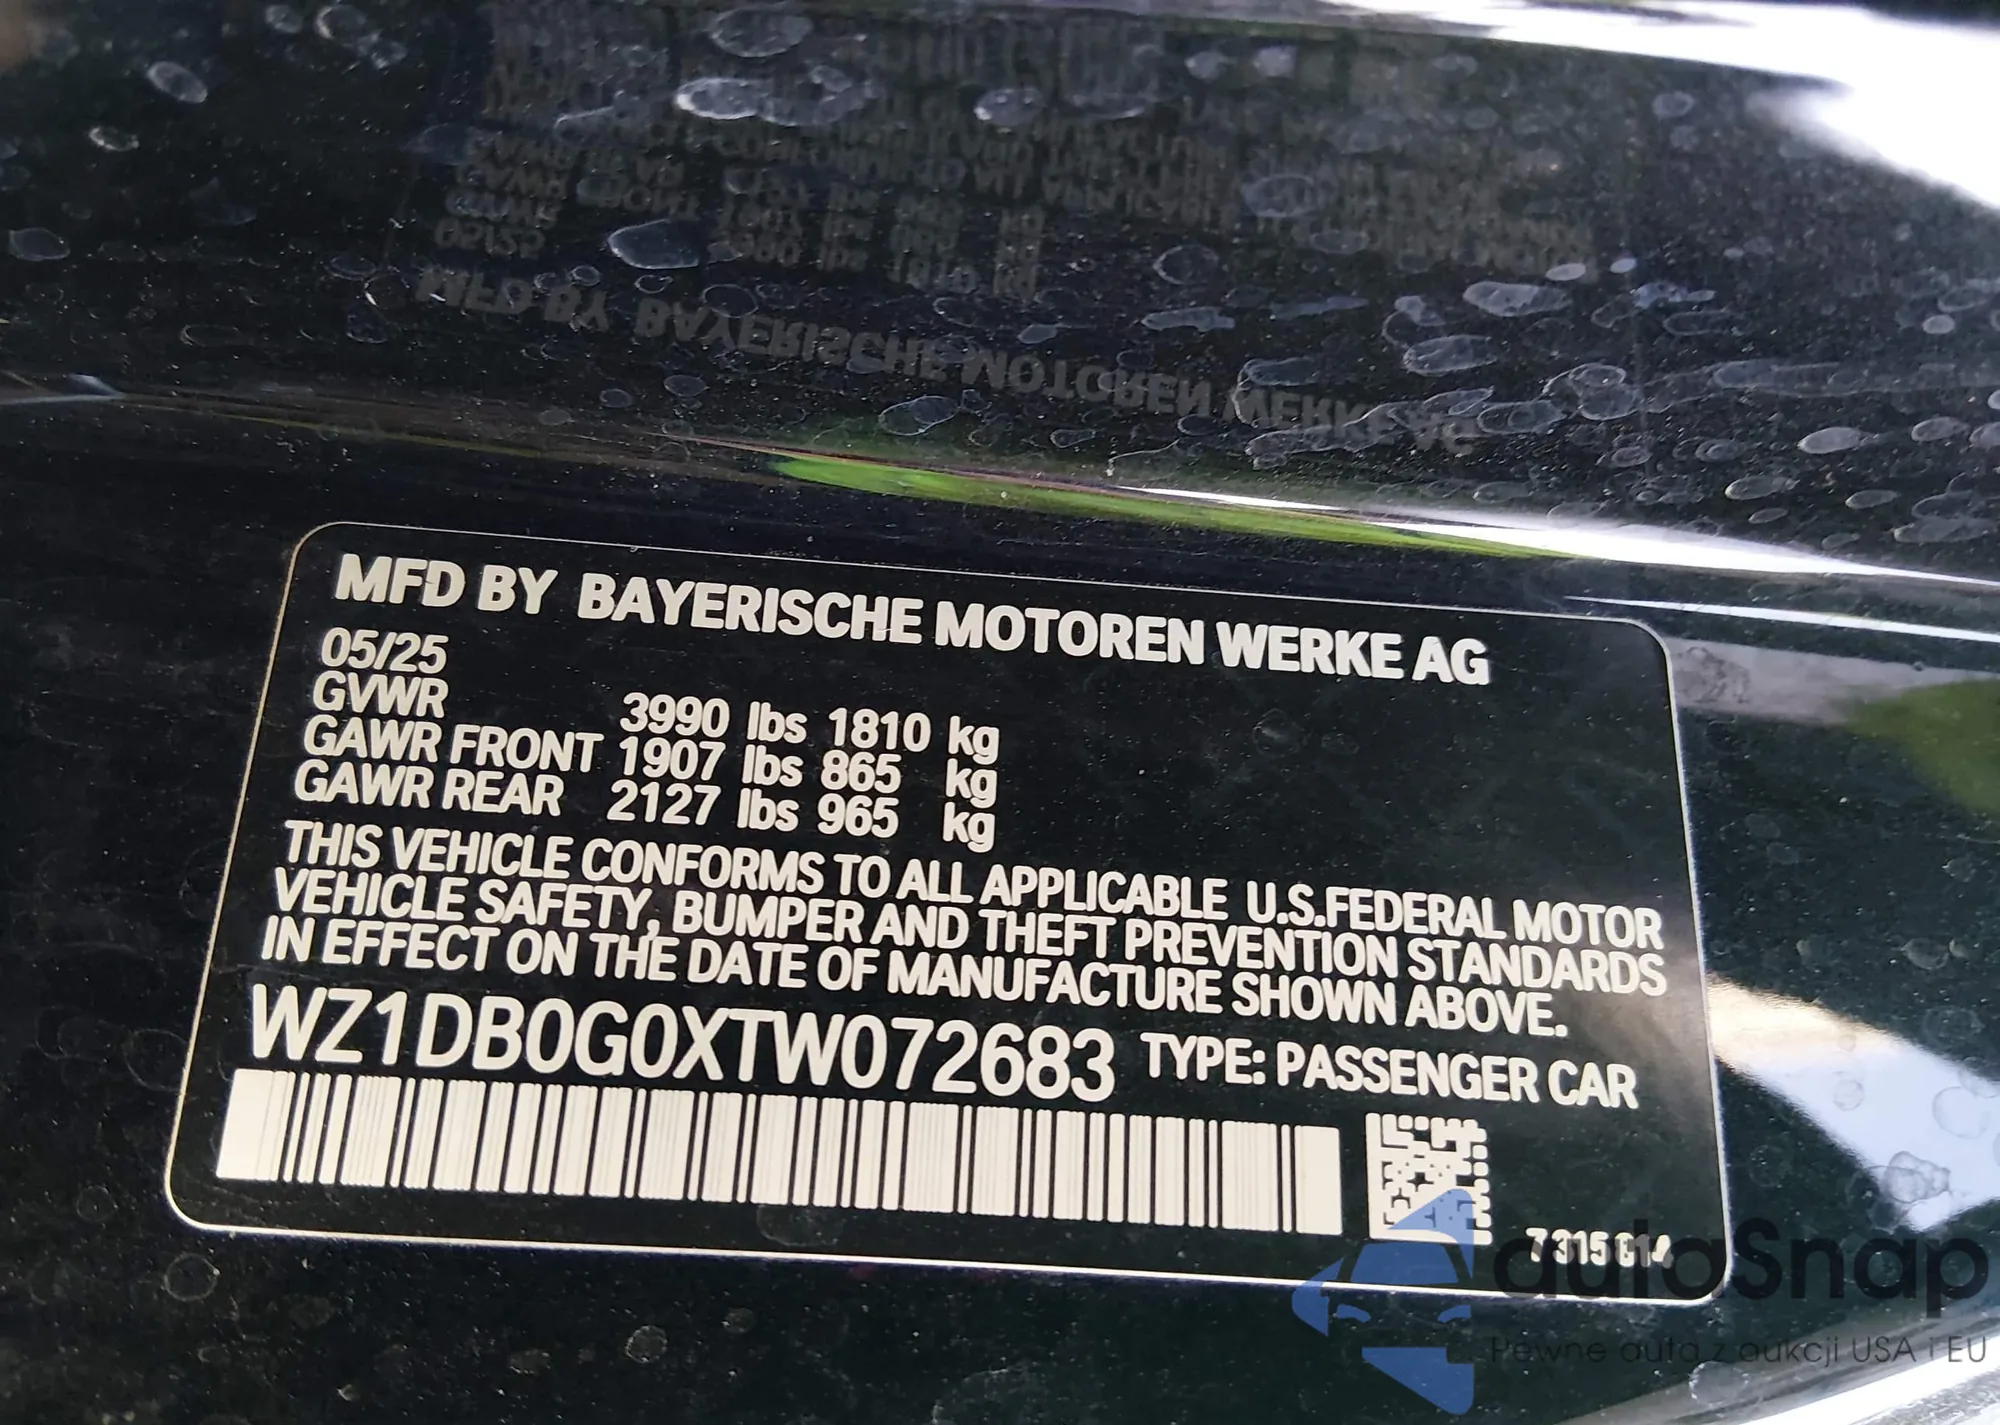 MFD BY BAYERISCHE MOTOREN WERKE AG
05/25
GVWR 3990 lbs 1810 kg
GAWR FRONT 1907 lbs 865 kg
GAWR REAR 2127 lbs 965 kg
THIS VEHICLE CONFORMS TO ALL APPLICABLE U.S.FEDERAL MOTOR
VEHICLE SAFETY, BUMPER AND THEFT PREVENTION STANDARDS
IN EFFECT ON THE DATE OF MANUFACTURE SHOWN ABOVE.
WZ1DB0G0XTW072683 TYPE: PASSENGER CAR
autoSnap
Pewne auta z aukcji USA i EU